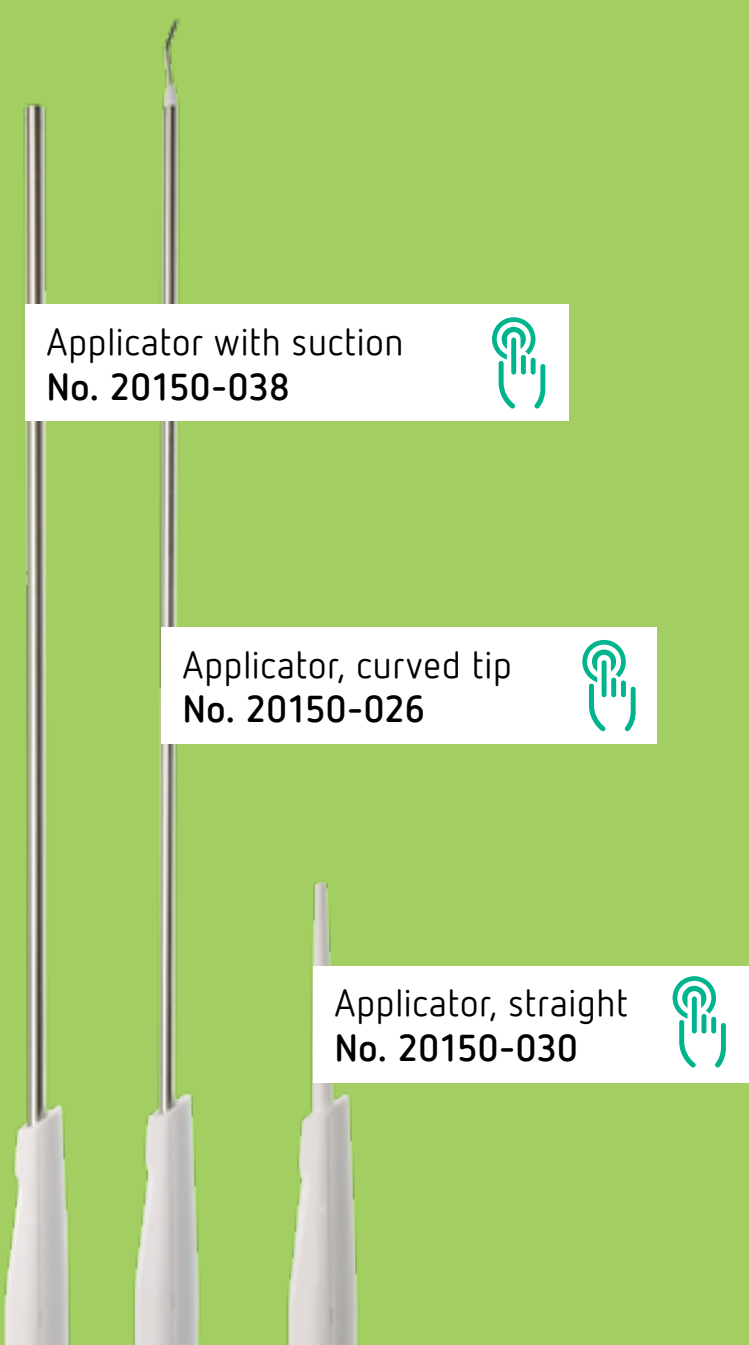 Applicator with suction
No. 20150-038
Applicator, curved tip
No. 20150-026
Applicator, straight
No. 20150-030